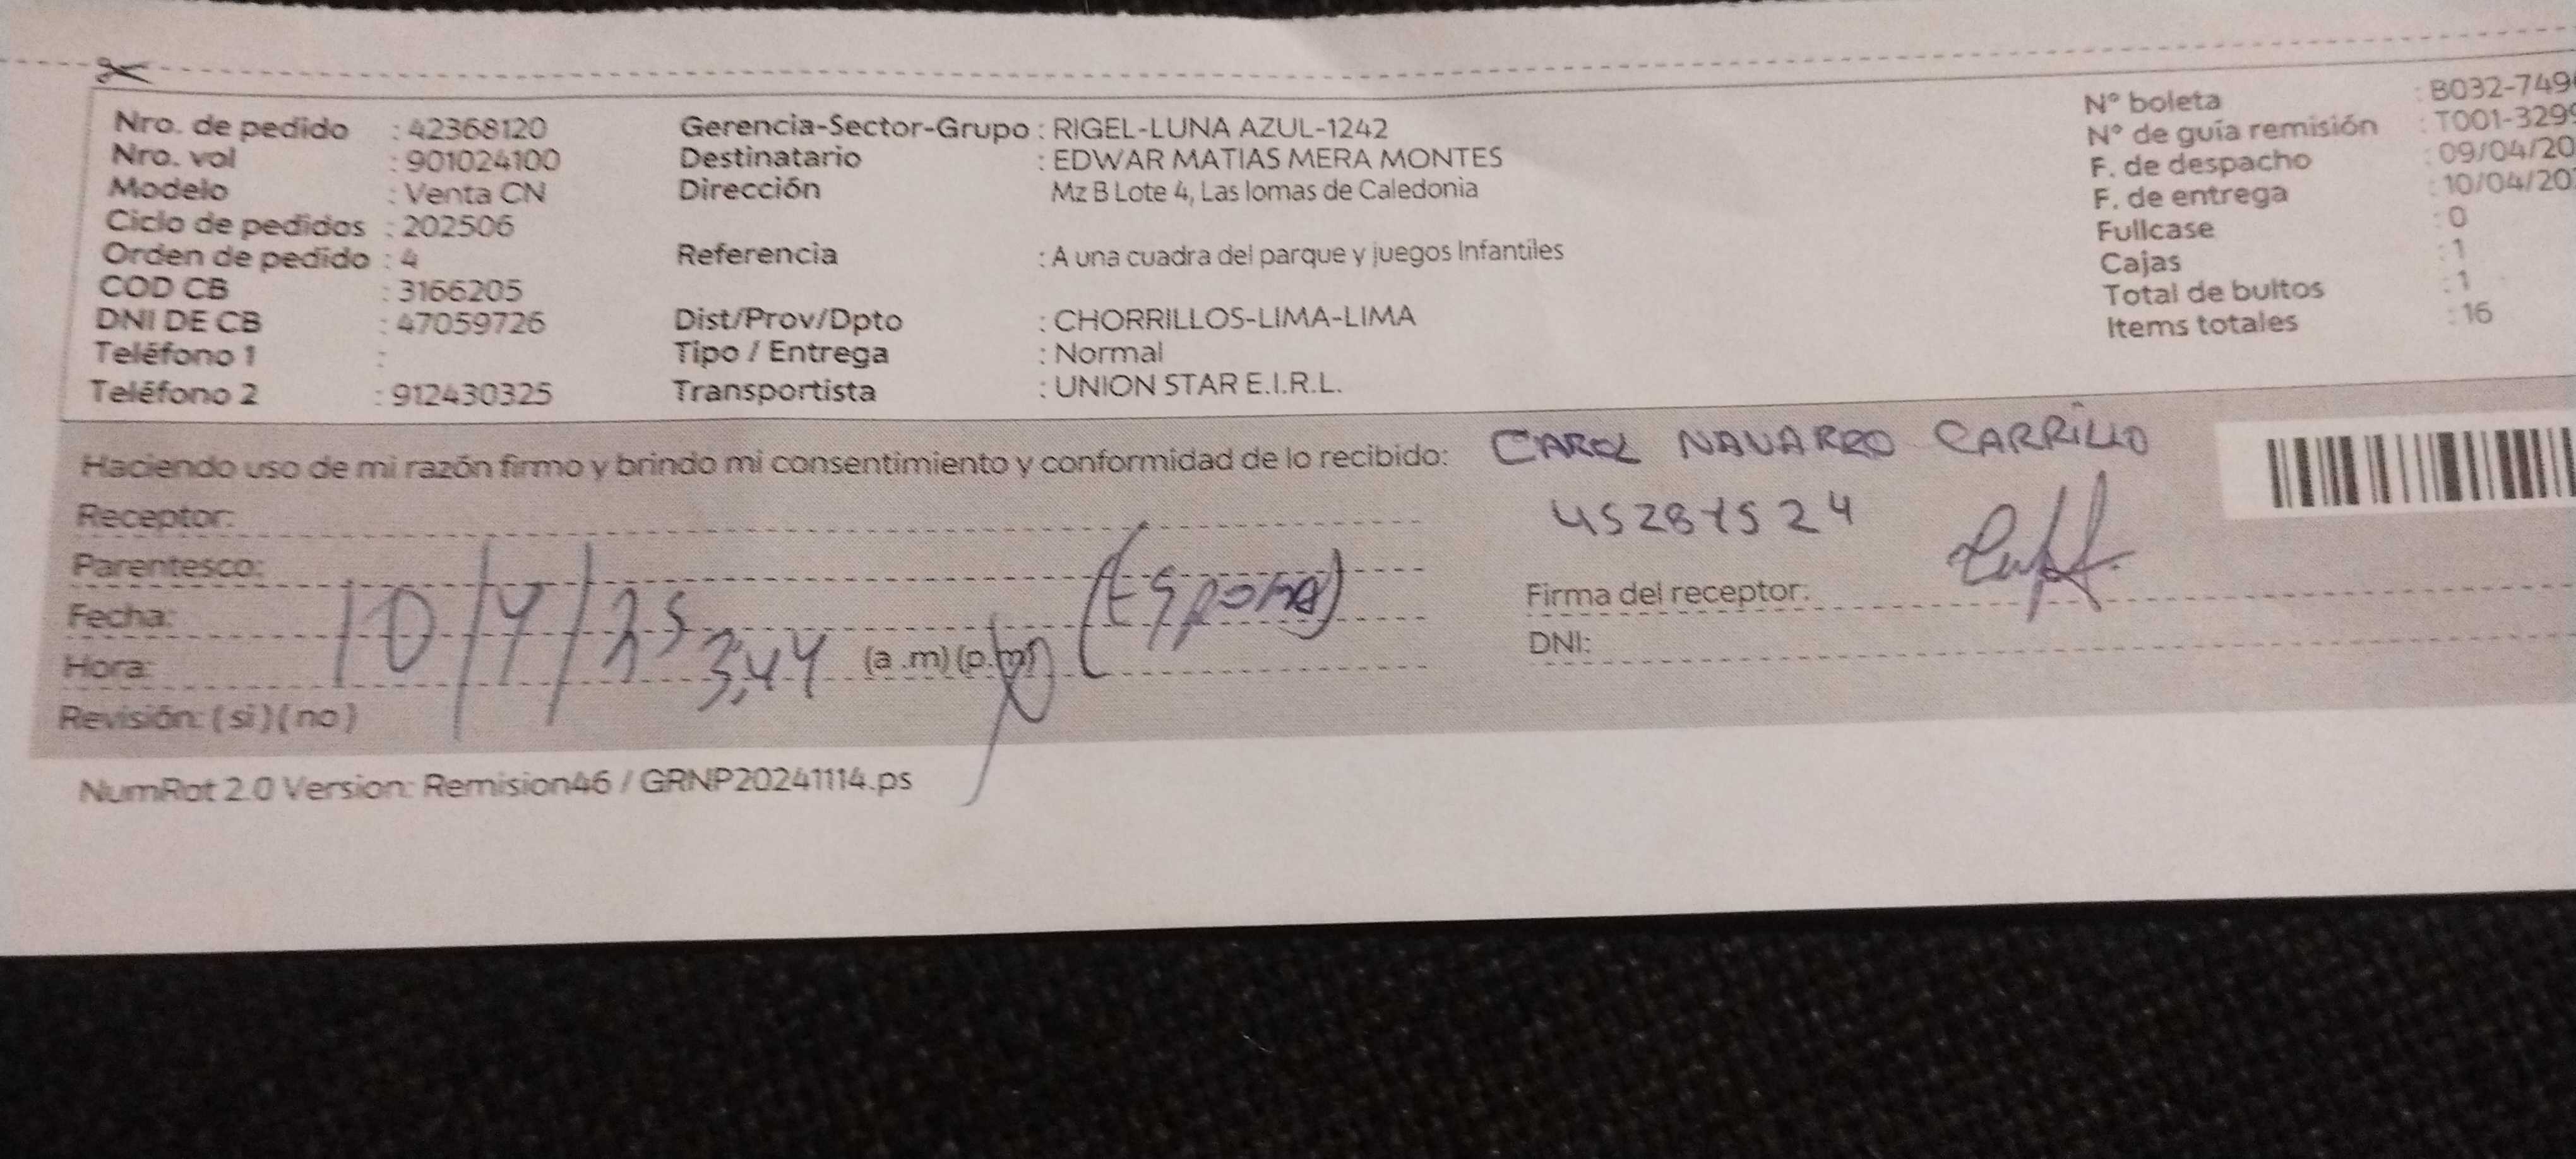 Nro. de pedido : 42368120
Nro. vol : 901024100
Modelo : Venta CN
Ciclo de pedidos : 202506
Orden de pedido : 4
COD CB : 3166205
DNI DE CB : 47059726
Teléfono 1 :
Teléfono 2 : 912430325
Gerencia-Sector-Grupo : RIGEL-LUNA AZUL-1242
Destinatario : EDWAR MATIAS MERA MONTES
Dirección Mz B Lote 4, Las lomas de Caledonia
Referencia : A una cuadra del parque y juegos Infantiles
Dist/Prov/Dpto : CHORRILLOS-LIMA-LIMA
Tipo / Entrega : Normal
Transportista : UNION STAR E.I.R.L.
N° boleta : B032-749
N° de guía remisión : T001-3299
F. de despacho : 09/04/20
F. de entrega : 10/04/20
Fullcase : 0
Cajas : 1
Total de bultos : 1
Items totales : 16
Haciendo uso de mi razón firmo y brindo mi consentimiento y conformidad de lo recibido: CAROL NAVARRO CARRILLO
Receptor:
Parentesco: (Esposa)
Fecha: 10/4/25
Hora: 3,44 (a.m)(p.m)
Revisión: (si)(no)
Firma del receptor:
DNI:
NumRot 2.0 Version: Remision46 / GRNP20241114.ps